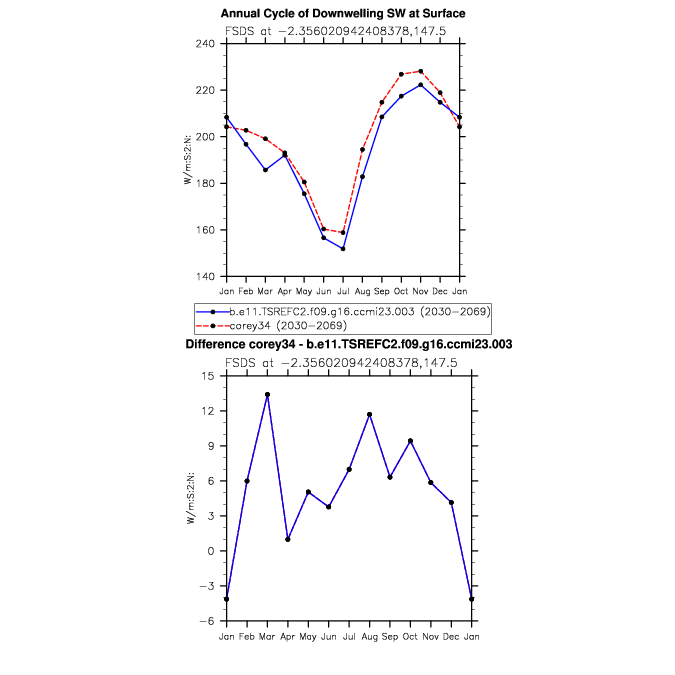 Annual Cycle of Downwelling SW at Surface
FSDS at −2.356020942408378,147.5
240
220
200
180
160
140
W/m:S:2:N:
Jan Feb Mar Apr May Jun Jul Aug Sep Oct Nov Dec Jan
b.e11.TSREFC2.f09.g16.ccmi23.003 (2030−2069)
corey34 (2030−2069)
Difference corey34 - b.e11.TSREFC2.f09.g16.ccmi23.003
FSDS at −2.356020942408378,147.5
15
12
9
6
3
0
−3
−6
W/m:S:2:N:
Jan Feb Mar Apr May Jun Jul Aug Sep Oct Nov Dec Jan